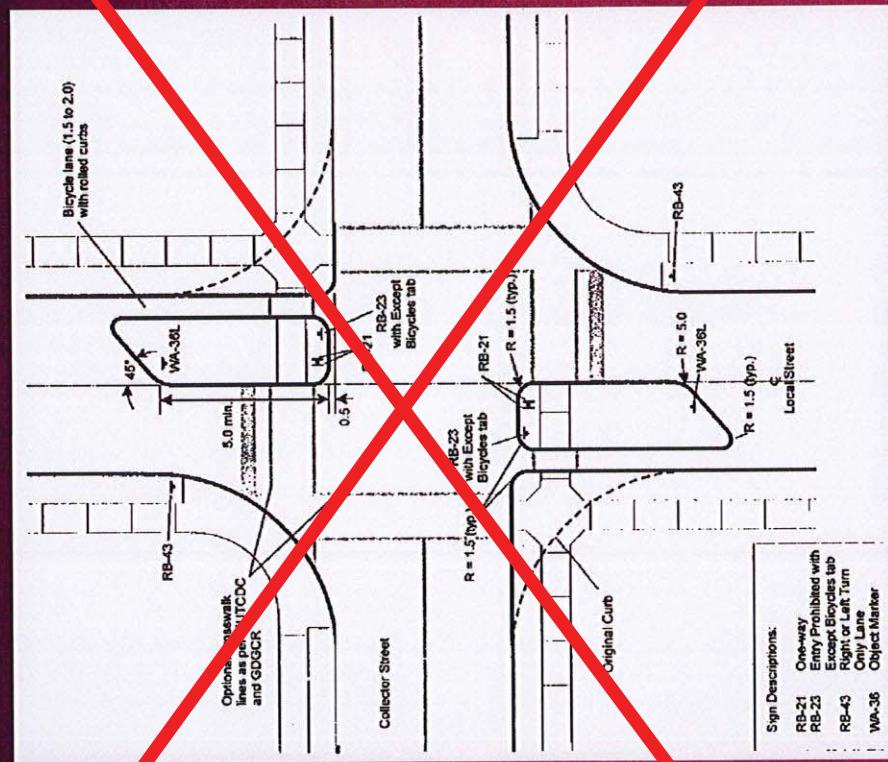 Bicycle lane (1.5 to 2.0)
with rolled curbs
45°
WA-36L
RB-43
5.0 min.
0.5
RB-23
with Except
Bicycles tab
Optional
lines as per
and GDGCR
Collector Street
R = 1.5 (typ.)
RB-21
RB-23
with Except
Bicycles tab
R = 1.5 (typ.)
RB-43
R = 5.0
WA-36L
R = 1.5 (typ.)
Local Street
Original Curb
Sign Descriptions:
RB-21 One-way
RB-23 Entry Prohibited with
Except Bicycles tab
RB-43 Right or Left Turn
Only Lane
WA-36 Object Marker